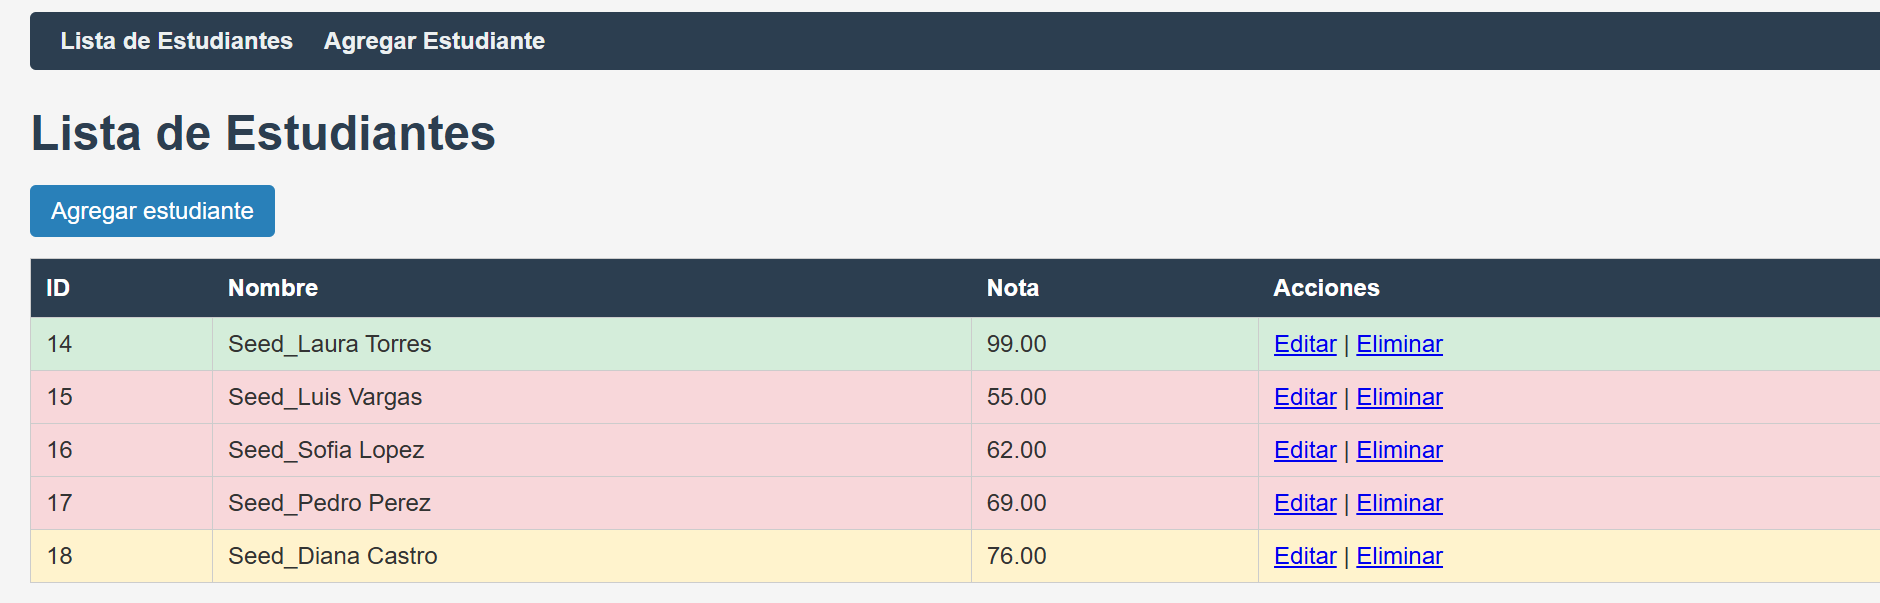 Lista de Estudiantes Agregar Estudiante
Lista de Estudiantes
Agregar estudiante
ID Nombre Nota Acciones
14 Seed_Laura Torres 99.00 Editar | Eliminar
15 Seed_Luis Vargas 55.00 Editar | Eliminar
16 Seed_Sofia Lopez 62.00 Editar | Eliminar
17 Seed_Pedro Perez 69.00 Editar | Eliminar
18 Seed_Diana Castro 76.00 Editar | Eliminar